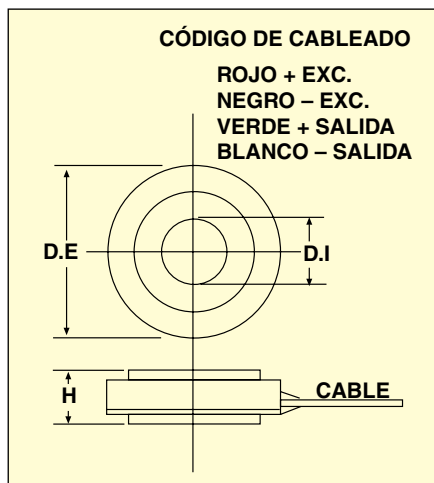 CÓDIGO DE CABLEADO
ROJO + EXC.
NEGRO – EXC.
VERDE + SALIDA
BLANCO – SALIDA
D.E
D.I
H
CABLE